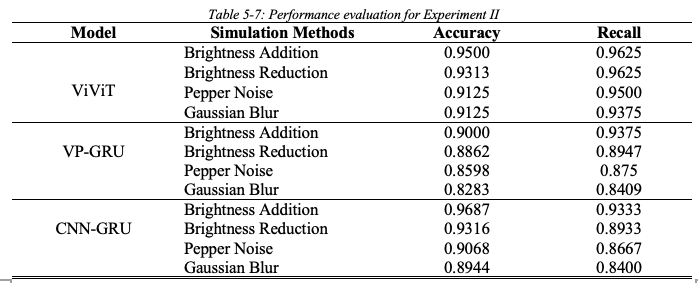 Table 5-7: Performance evaluation for Experiment II
Model Simulation Methods Accuracy Recall
Brightness Addition 0.9500 0.9625
Brightness Reduction 0.9313 0.9625
ViViT Pepper Noise 0.9125 0.9500
Gaussian Blur 0.9125 0.9375
Brightness Addition 0.9000 0.9375
VP-GRU Brightness Reduction 0.8862 0.8947
Pepper Noise 0.8598 0.875
Gaussian Blur 0.8283 0.8409
Brightness Addition 0.9687 0.9333
CNN-GRU Brightness Reduction 0.9316 0.8933
Pepper Noise 0.9068 0.8667
Gaussian Blur 0.8944 0.8400